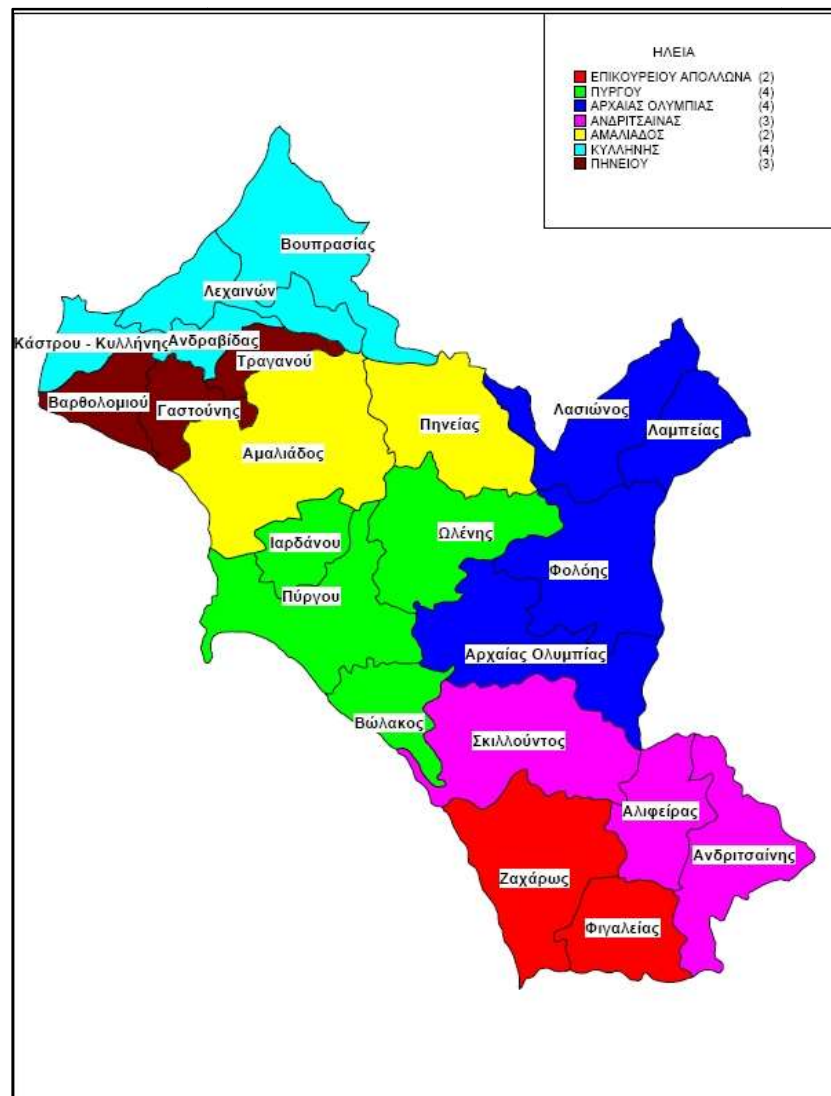 ΗΛΕΙΑ
ΕΠΙΚΟΥΡΕΙΟΥ ΑΠΟΛΛΩΝΑ (2)
ΠΥΡΓΟΥ (4)
ΑΡΧΑΙΑΣ ΟΛΥΜΠΙΑΣ (4)
ΑΝΔΡΙΤΣΑΙΝΑΣ (3)
ΑΜΑΛΙΑΔΟΣ (2)
ΚΥΛΛΗΝΗΣ (4)
ΠΗΝΕΙΟΥ (3)
Βουπρασίας
Λεχαινών
Κάστρου - Κυλλήνης
Ανδραβίδας
Τραγανού
Βαρθολομιού
Γαστούνης
Λασιώνος
Λαμπείας
Πηνείας
Αμαλιάδος
Ωλένης
Ιαρδάνου
Φολόης
Πύργου
Αρχαίας Ολυμπίας
Βώλακος
Σκιλλούντος
Αλιφείρας
Ανδριτσαίνης
Ζαχάρως
Φιγαλείας